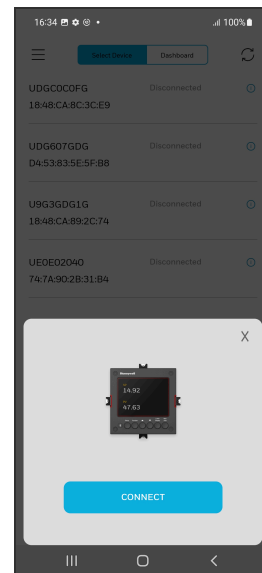 16:34
100%
Select Device Dashboard
UDGC0C0FG Disconnected
18:48:CA:8C:3C:E9
UDG607GDG Disconnected
D4:53:83:5E:5F:B8
U9G3GDG1G Disconnected
18:48:CA:89:2C:74
UE0E02040 Disconnected
74:7A:90:2B:31:B4
X
Honeywell
14.92
47.63
CONNECT